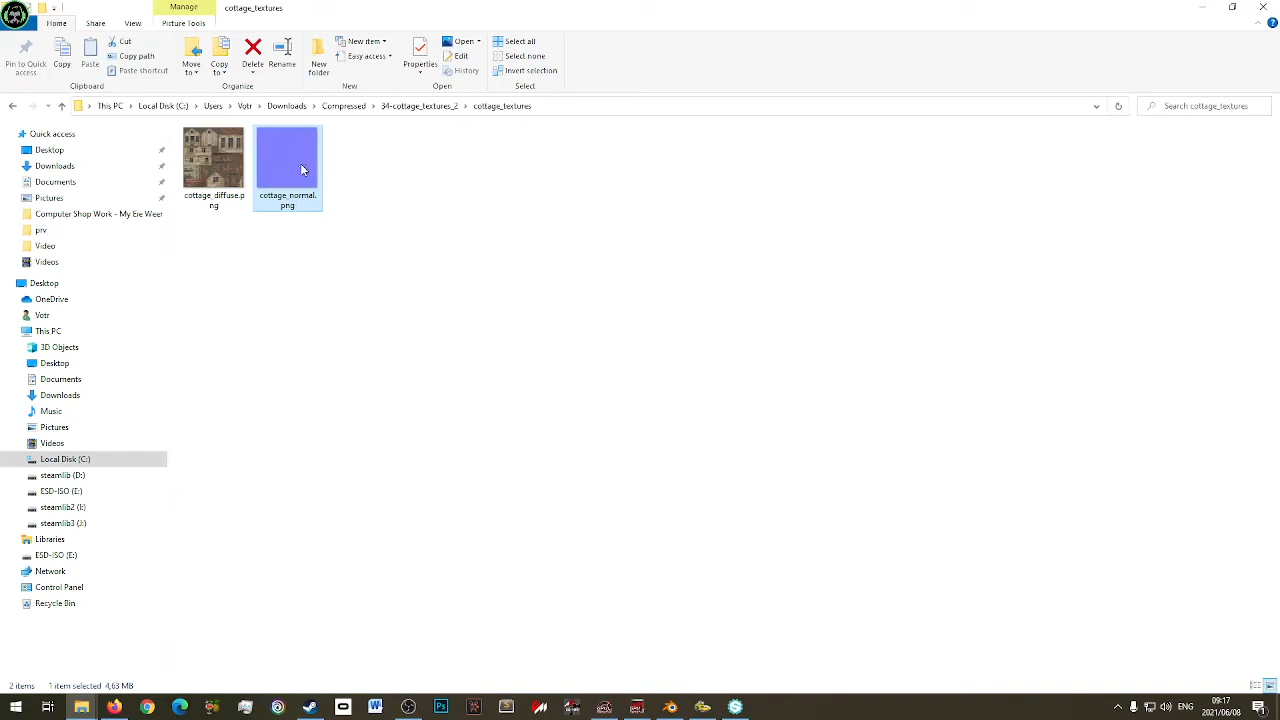 Manage
cottage_textures
Home
Share
View
Picture Tools
Pin to Quick
access
Copy
Paste
Cut
Copy path
Paste shortcut
Clipboard
Move
to
Copy
to
Delete
Rename
Organize
New
folder
New item
Easy access
New
Properties
Open
Edit
History
Open
Select all
Select none
Invert selection
Select
This PC
Local Disk (C:)
Users
Votr
Downloads
Compressed
34-cottage_textures_2
cottage_textures
Search cottage_textures
Quick access
Desktop
Downloads
Documents
Pictures
Computer Shop Work - My Eie Weer
prv
Video
Videos
Desktop
OneDrive
Votr
This PC
3D Objects
Desktop
Documents
Downloads
Music
Pictures
Videos
Local Disk (C:)
steamlib (D:)
ESD-ISO (E:)
steamlib2 (I:)
steamlib3 (J:)
Libraries
ESD-ISO (E:)
Network
Control Panel
Recycle Bin
cottage_diffuse.p
ng
cottage_normal.
png
2 items
1 item selected 4,63 MB
Ps
ENG
09:17
2021/06/08